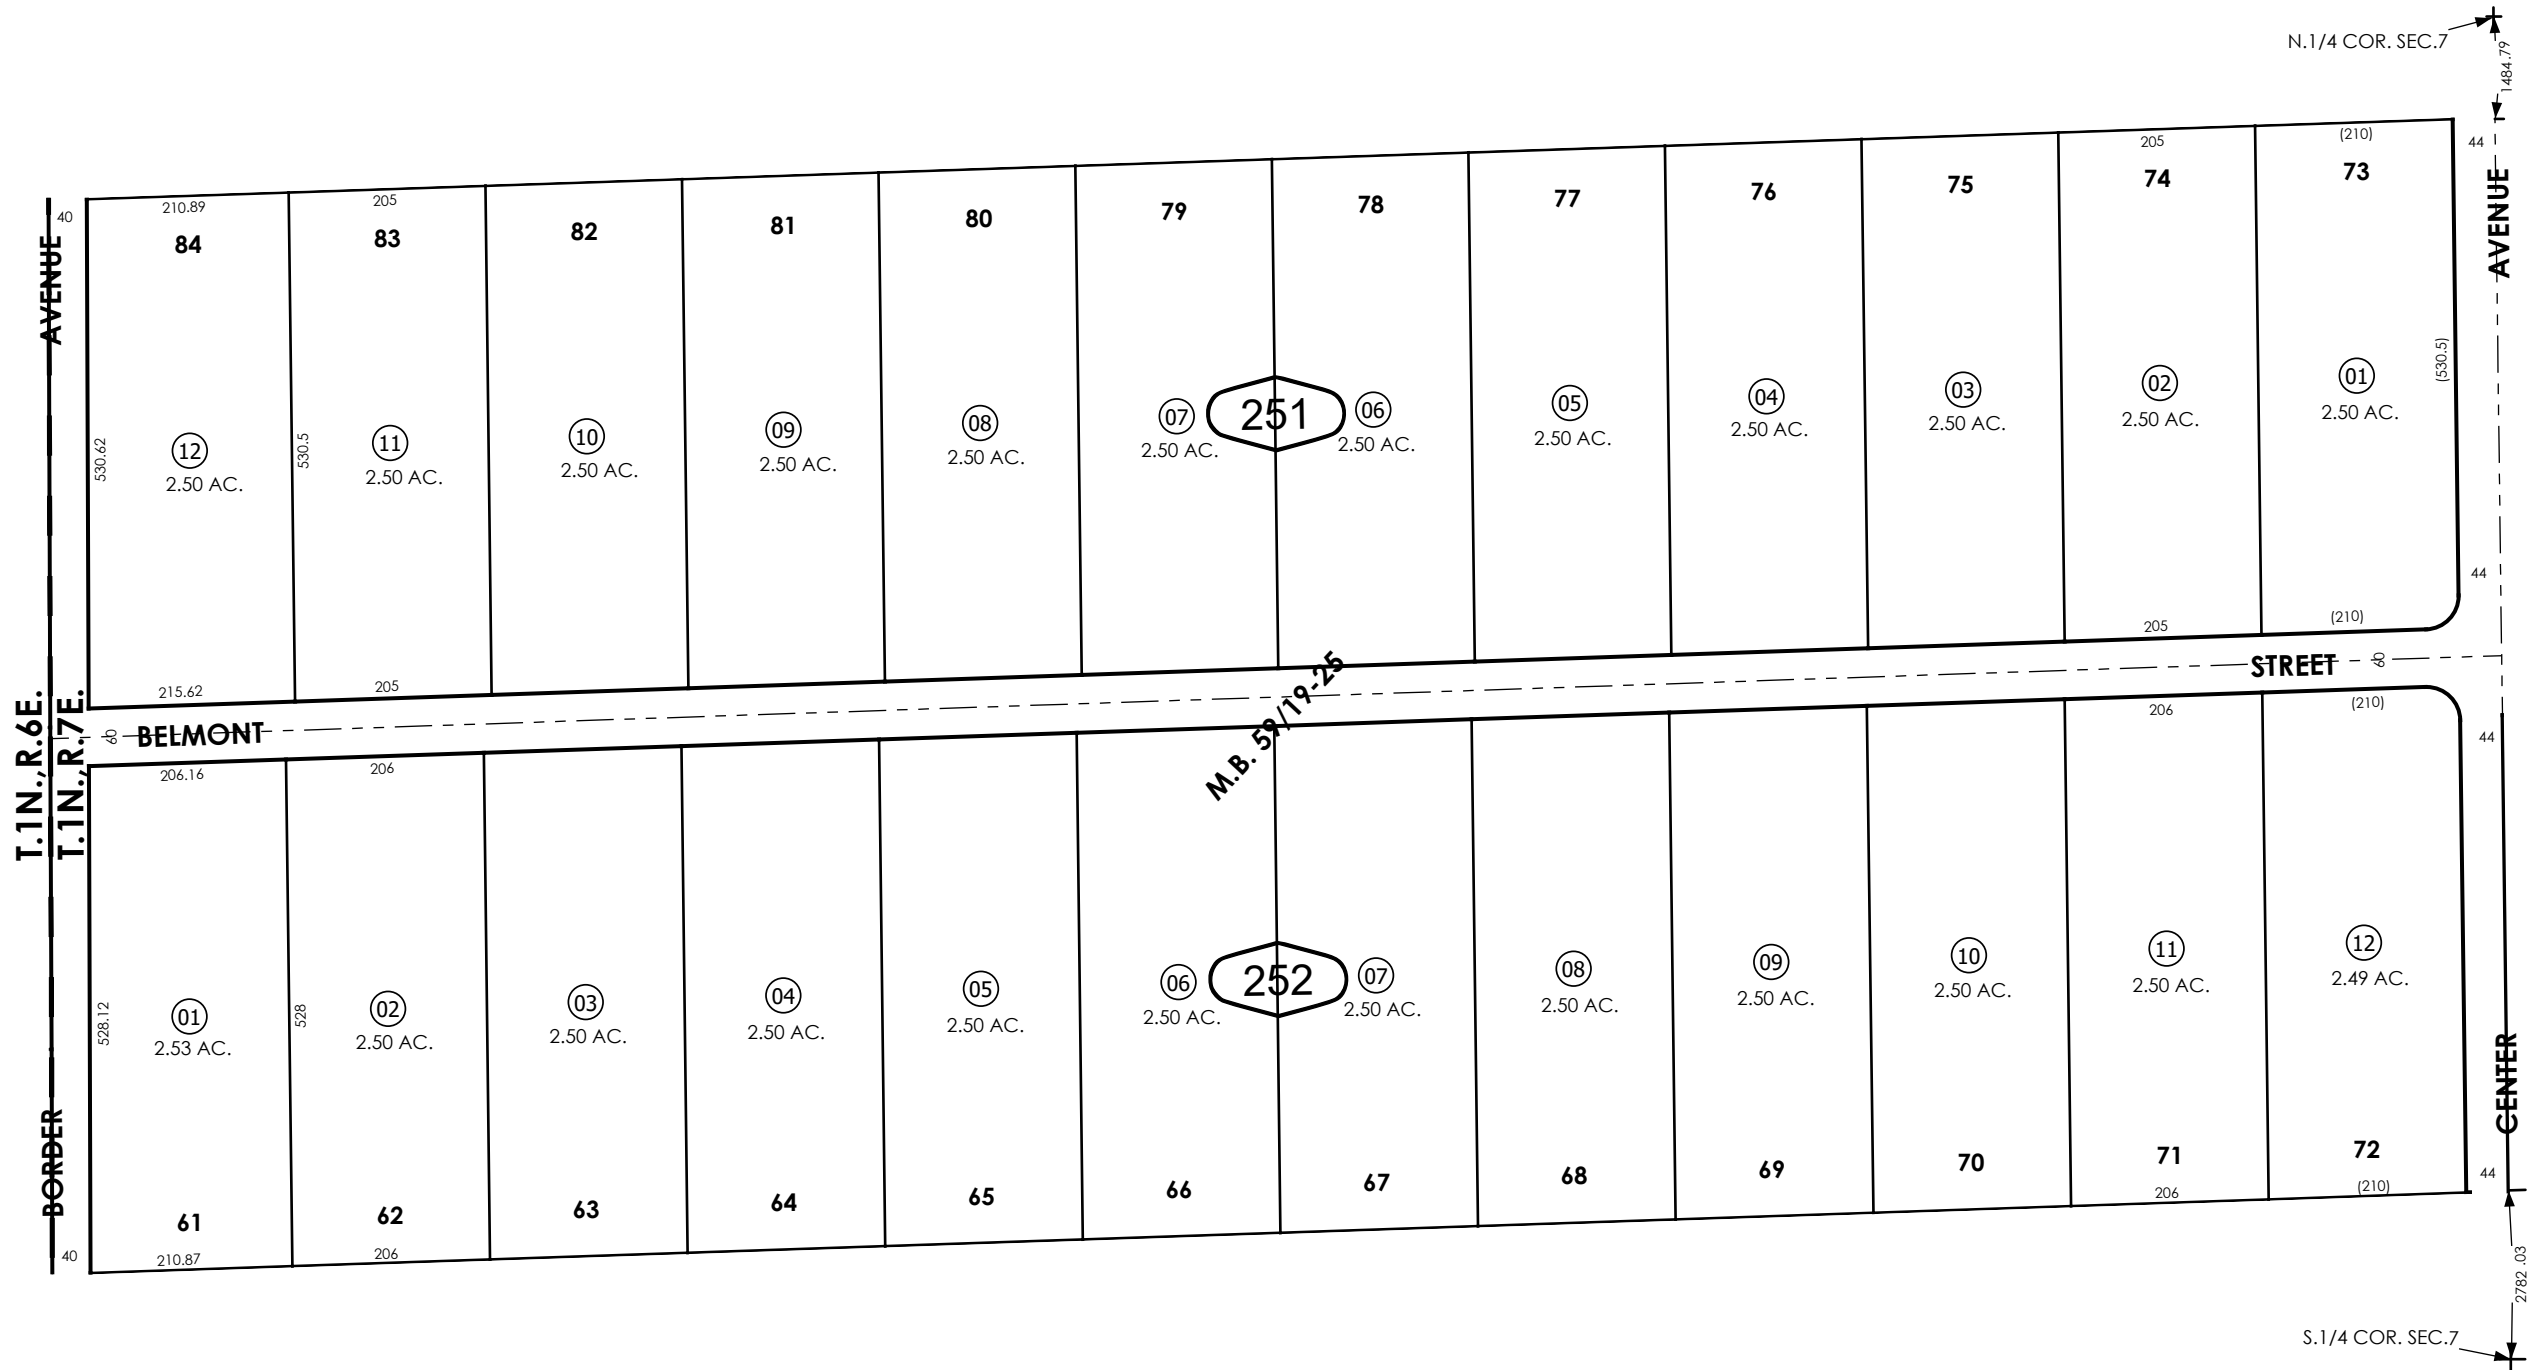 N.1/4 COR. SEC.7
1484.79
40
210.89
205
205
(210)
44
84
83
82
81
80
79
78
77
76
75
74
73
AVENUE
AVENUE
530.62
530.5
(530.5)
12
2.50 AC.
11
2.50 AC.
10
2.50 AC.
09
2.50 AC.
08
2.50 AC.
07
2.50 AC.
251
06
2.50 AC.
05
2.50 AC.
04
2.50 AC.
03
2.50 AC.
02
2.50 AC.
01
2.50 AC.
44
215.62
205
205
(210)
T.1N.,R.6E.
T.1N.,R.7E.
60
BELMONT
M.B. 59/19-25
STREET
60
206.16
206
206
(210)
44
528.12
528
01
2.53 AC.
02
2.50 AC.
03
2.50 AC.
04
2.50 AC.
05
2.50 AC.
06
2.50 AC.
252
07
2.50 AC.
08
2.50 AC.
09
2.50 AC.
10
2.50 AC.
11
2.50 AC.
12
2.49 AC.
BORDER
CENTER
61
62
63
64
65
66
67
68
69
70
71
72
40
210.87
206
206
(210)
44
2782 .03
S.1/4 COR. SEC.7